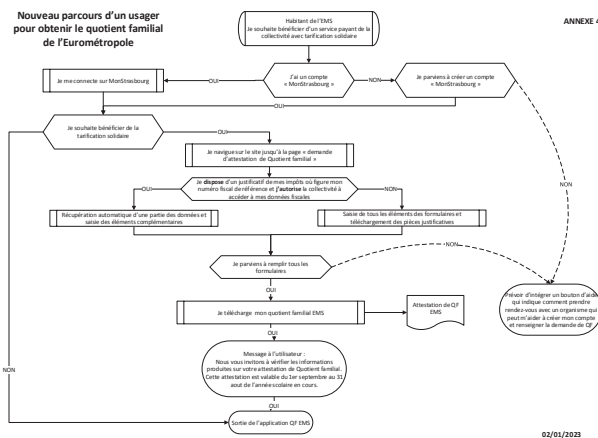 Nouveau parcours d’un usager
pour obtenir le quotient familial
de l’Eurométropole
ANNEXE 4
Habitant de l’EMS
Je souhaite bénéficier d’un service payant de la
collectivité avec tarification solidaire
J’ai un compte
« MonStrasbourg »
OUI
NON
Je me connecte sur MonStrasbourg
Je parviens à créer un compte
« MonStrasbourg »
OUI
NON
Je souhaite bénéficier de la
tarification solidaire
OUI
NON
Je navigue sur le site jusqu’à la page « demande
d’attestation de Quotient familial »
Je dispose d’un justificatif de mes impôts où figure mon
numéro fiscal de référence et j’autorise la collectivité à
accéder à mes données fiscales
OUI
NON
Récupération automatique d’une partie des données et
saisie des éléments complémentaires
Saisie de tous les éléments des formulaires et
téléchargement des pièces justificatives
Je parviens à remplir tous les
formulaires
NON
OUI
Prévoir d’intégrer un bouton d’aide
qui indique comment prendre
rendez-vous avec un organisme qui
peut m’aider à créer mon compte
et renseigner la demande de QF
Je télécharge mon quotient familial EMS
Attestation de QF
EMS
OUI
Message à l’utilisateur :
Nous vous invitons à vérifier les informations
produites sur votre attestation de Quotient familial.
Cette attestation est valable du 1er septembre au 31
aout de l’année scolaire en cours.
OUI
Sortie de l’application QF EMS
02/01/2023